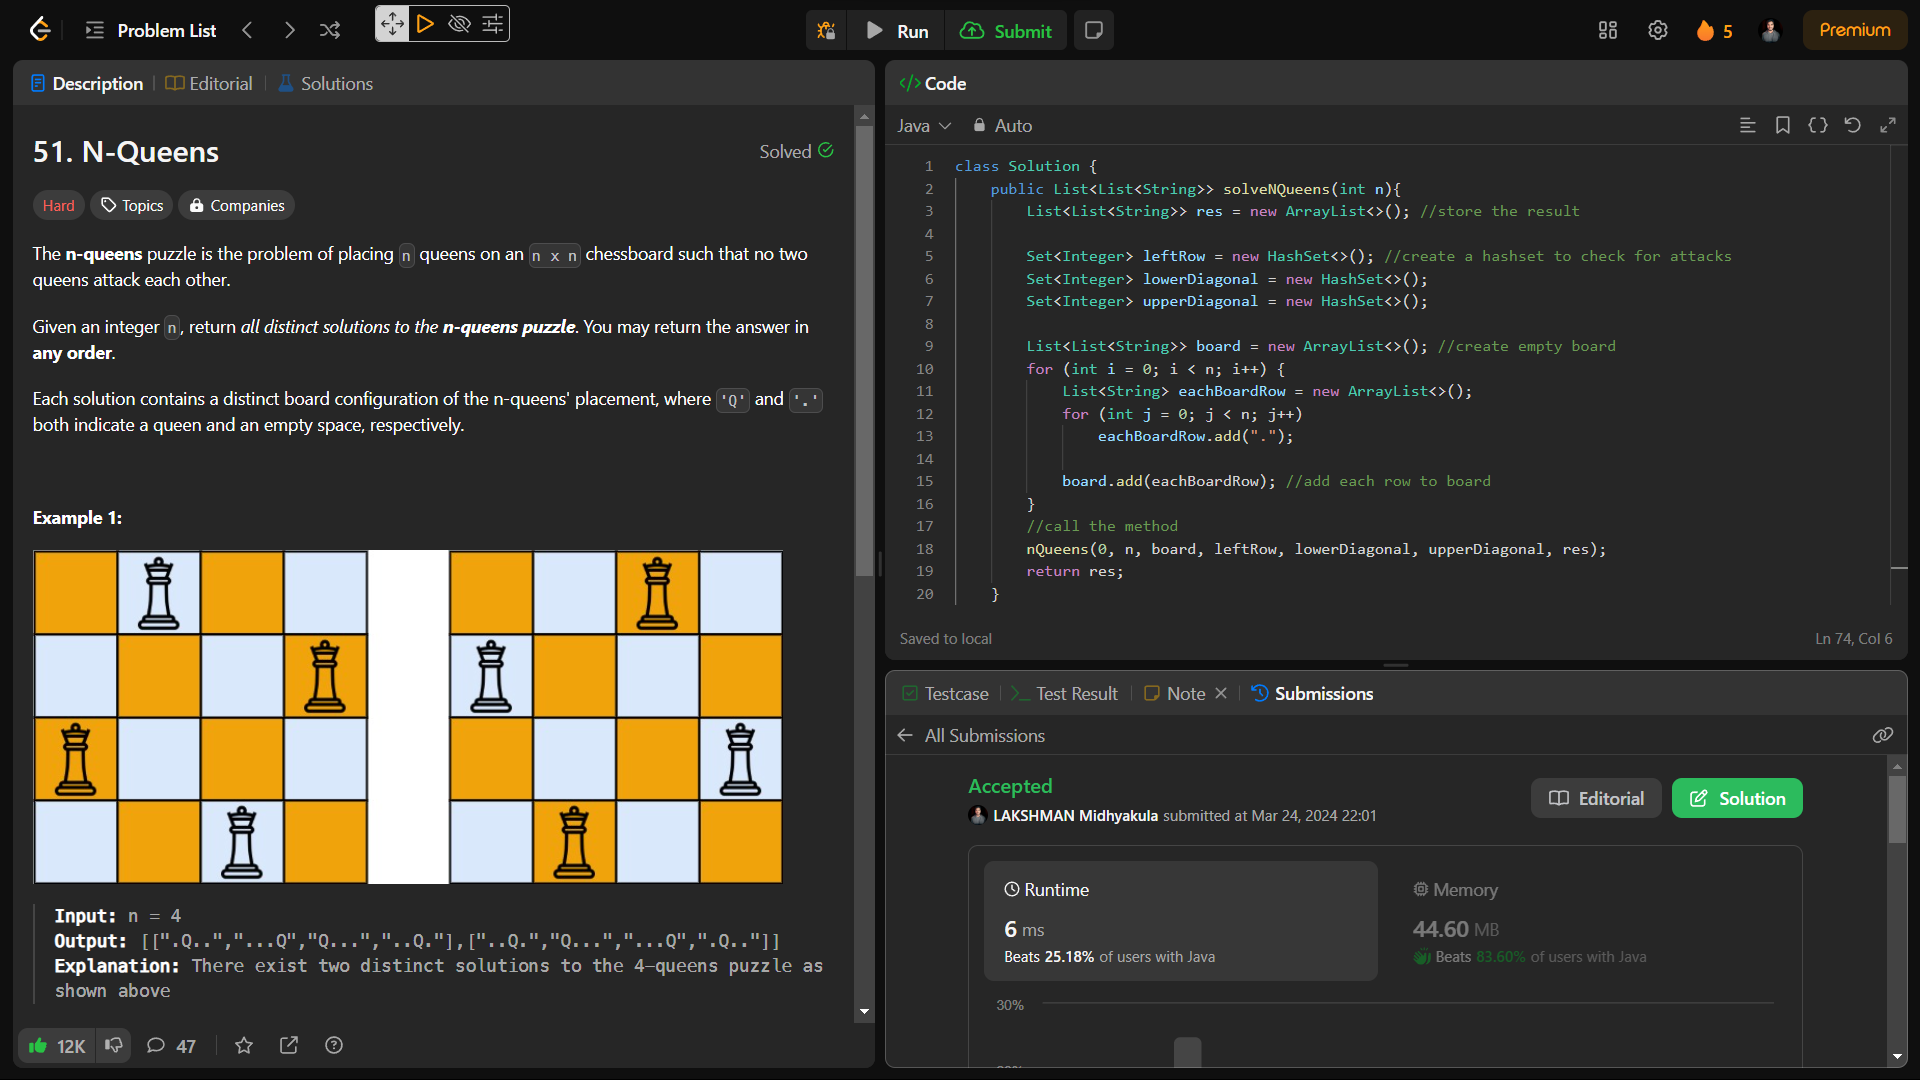 Problem List
Run
Submit
5
Premium
Description
Editorial
Solutions
51. N-Queens
Solved
Hard
Topics
Companies
The n-queens puzzle is the problem of placing n queens on an n x n chessboard such that no two
queens attack each other.
Given an integer n, return all distinct solutions to the n-queens puzzle. You may return the answer in
any order.
Each solution contains a distinct board configuration of the n-queens' placement, where 'Q' and '.'
both indicate a queen and an empty space, respectively.
Example 1:
Input: n = 4
Output: [[".Q..","...Q","Q...","..Q."],["..Q.","Q...","...Q",".Q.."]]
Explanation: There exist two distinct solutions to the 4-queens puzzle as
shown above
12K
47
</> Code
Java
Auto
1 class Solution {
2 public List<List<String>> solveNQueens(int n){
3 List<List<String>> res = new ArrayList<>(); //store the result
4
5 Set<Integer> leftRow = new HashSet<>(); //create a hashset to check for attacks
6 Set<Integer> lowerDiagonal = new HashSet<>();
7 Set<Integer> upperDiagonal = new HashSet<>();
8
9 List<List<String>> board = new ArrayList<>(); //create empty board
10 for (int i = 0; i < n; i++) {
11 List<String> eachBoardRow = new ArrayList<>();
12 for (int j = 0; j < n; j++)
13 eachBoardRow.add(".");
14
15 board.add(eachBoardRow); //add each row to board
16 }
17 //call the method
18 nQueens(0, n, board, leftRow, lowerDiagonal, upperDiagonal, res);
19 return res;
20 }
Saved to local
Ln 74, Col 6
Testcase
Test Result
Note
Submissions
All Submissions
Accepted
LAKSHMAN Midhyakula submitted at Mar 24, 2024 22:01
Editorial
Solution
Runtime
6 ms
Beats 25.18% of users with Java
Memory
44.60 MB
Beats 83.60% of users with Java
30%